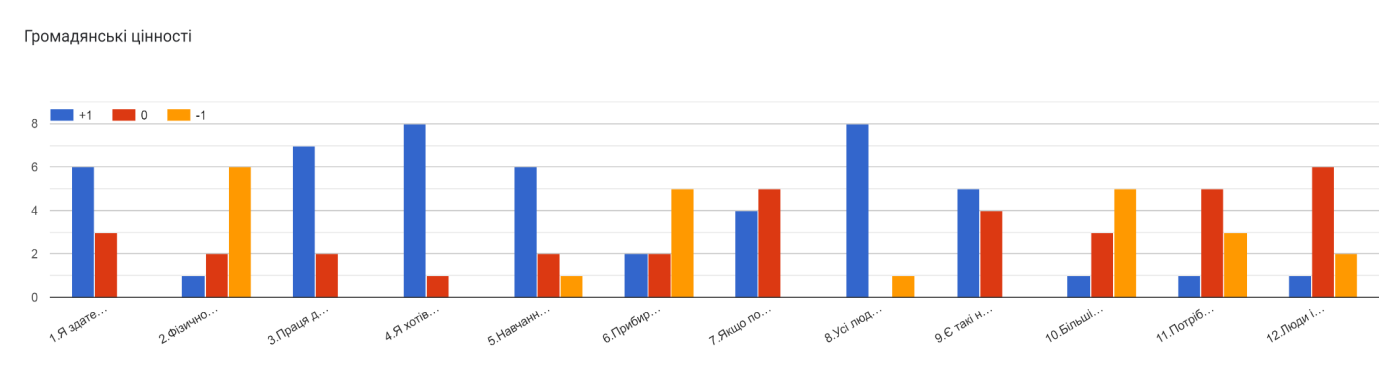 Громадянські цінності
+1 0 -1
8
6
4
2
0
1.Я здате…
2.Фізично…
3.Праця д…
4.Я хотів…
5.Навчанн…
6.Прибир…
7.Якщо по…
8.Усі люд…
9.Є такі н…
10.Більші…
11.Потріб…
12.Люди і…